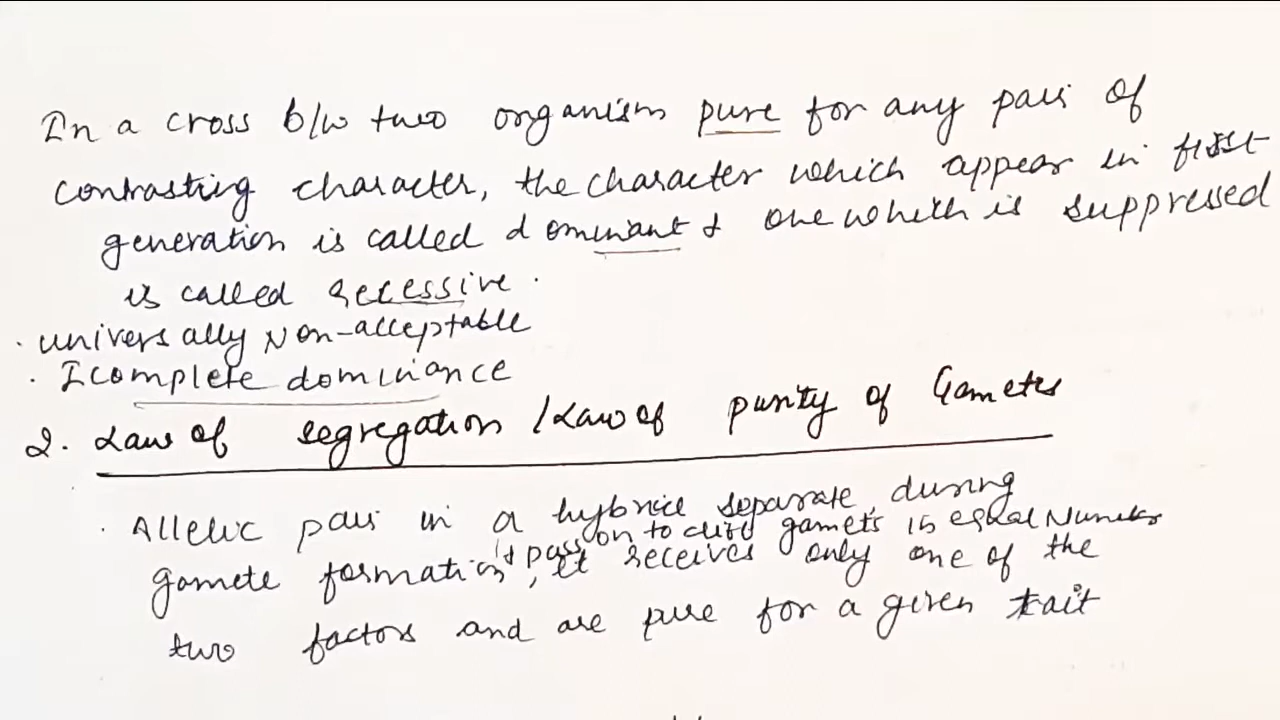 In a cross b/w two organism pure for any pair of
contrasting character, the character which appear in first
generation is called dominant & one which is suppressed
is called recessive.
. universally Non-acceptable
. Icomplete dominance
2. Law of segregation / Law of purity of Gametes
. Allelic pair in a hybrid separate, during
& pass on to diff gamets in equal Number
gamete formation, it receives only one of the
two factors and are pure for a given trait